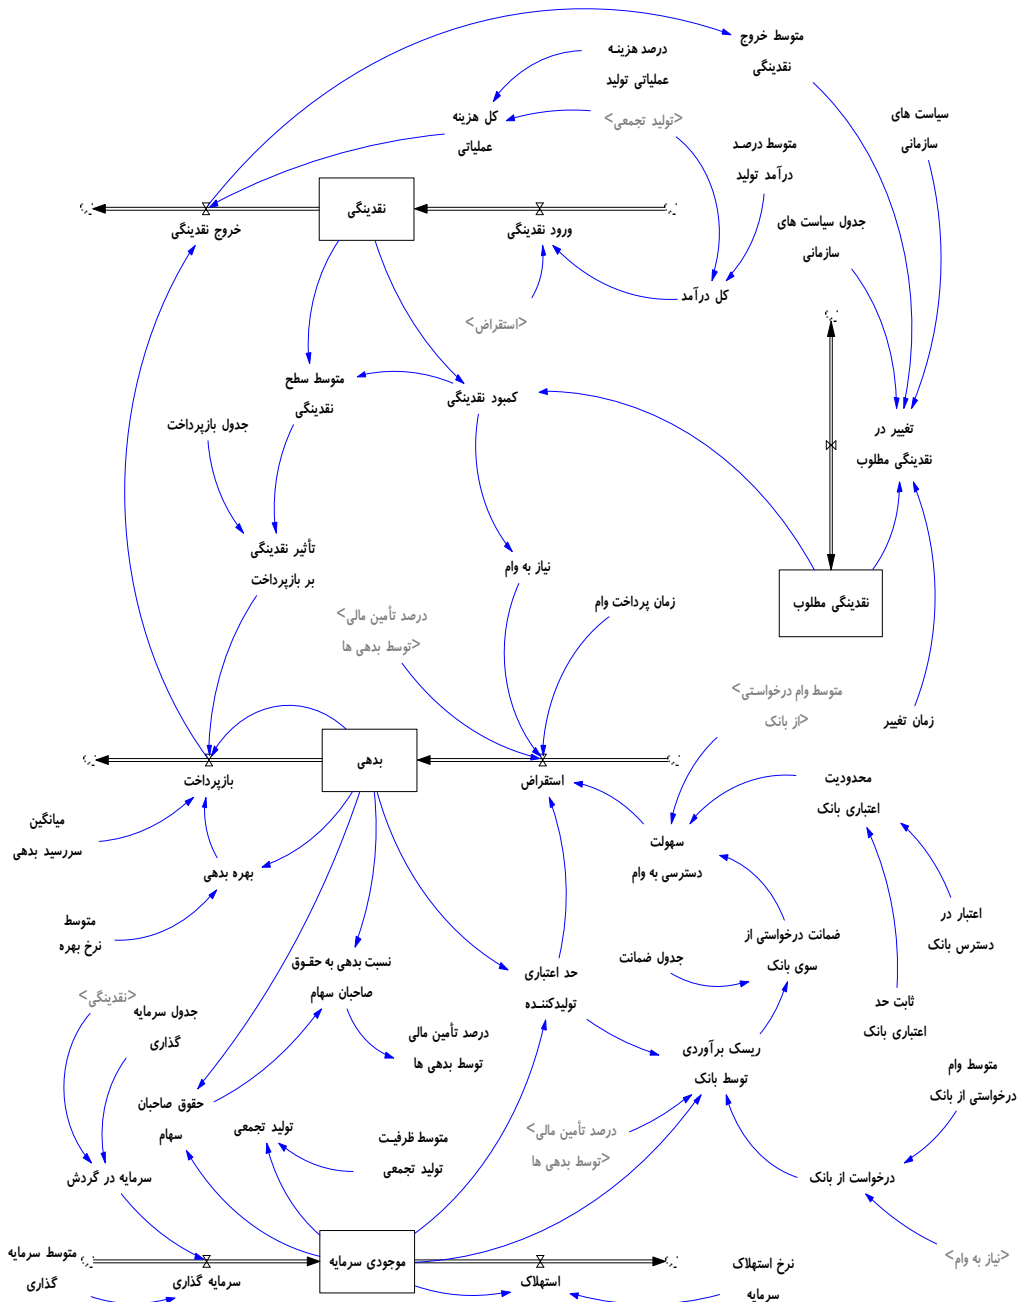 متوسط خروج
نقدینگی
درصد هزینه
عملیاتی تولید
کل هزینه
عملیاتی
<تولید تجمعی>
سیاست های
سازمانی
متوسط درصد
درآمد تولید
نقدینگی
خروج نقدینگی
ورود نقدینگی
جدول سیاست های
سازمانی
کل درآمد
<استقراض>
متوسط سطح
نقدینگی
کمبود نقدینگی
جدول بازپرداخت
تغییر در
نقدینگی مطلوب
تأثیر نقدینگی
بر بازپرداخت
نیاز به وام
زمان پرداخت وام
نقدینگی مطلوب
<درصد تأمین مالی
توسط بدهی ها>
<متوسط وام درخواستی
از بانک>
زمان تغییر
بدهی
بازپرداخت
استقراض
محدودیت
اعتباری بانک
میانگین
سررسید بدهی
سهولت
دسترسی به وام
بهره بدهی
متوسط
نرخ بهره
اعتبار در
دسترس بانک
ضمانت درخواستی از
سوی بانک
جدول ضمانت
نسبت بدهی به حقوق
صاحبان سهام
حد اعتباری
تولیدکننده
ثابت حد
اعتباری بانک
<نقدینگی>
جدول سرمایه
گذاری
درصد تأمین مالی
توسط بدهی ها
ریسک برآوردی
توسط بانک
متوسط وام
درخواستی از بانک
حقوق صاحبان
سهام
تولید تجمعی
متوسط ظرفیت
تولید تجمعی
<درصد تأمین مالی
توسط بدهی ها>
سرمایه در گردش
درخواست از بانک
<نیاز به وام>
متوسط سرمایه
گذاری
سرمایه گذاری
موجودی سرمایه
استهلاک
نرخ استهلاک
سرمایه